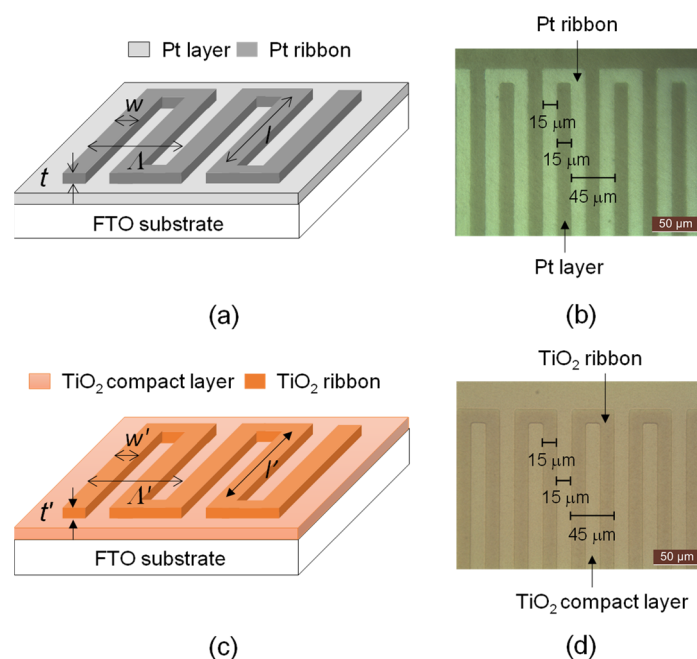 Pt layer Pt ribbon
w
Λ
l
t
FTO substrate
(a)
Pt ribbon
15 μm
15 μm
45 μm
50 μm
Pt layer
(b)
TiO2 compact layer TiO2 ribbon
w'
Λ'
l'
t'
FTO substrate
(c)
TiO2 ribbon
15 μm
15 μm
45 μm
50 μm
TiO2 compact layer
(d)